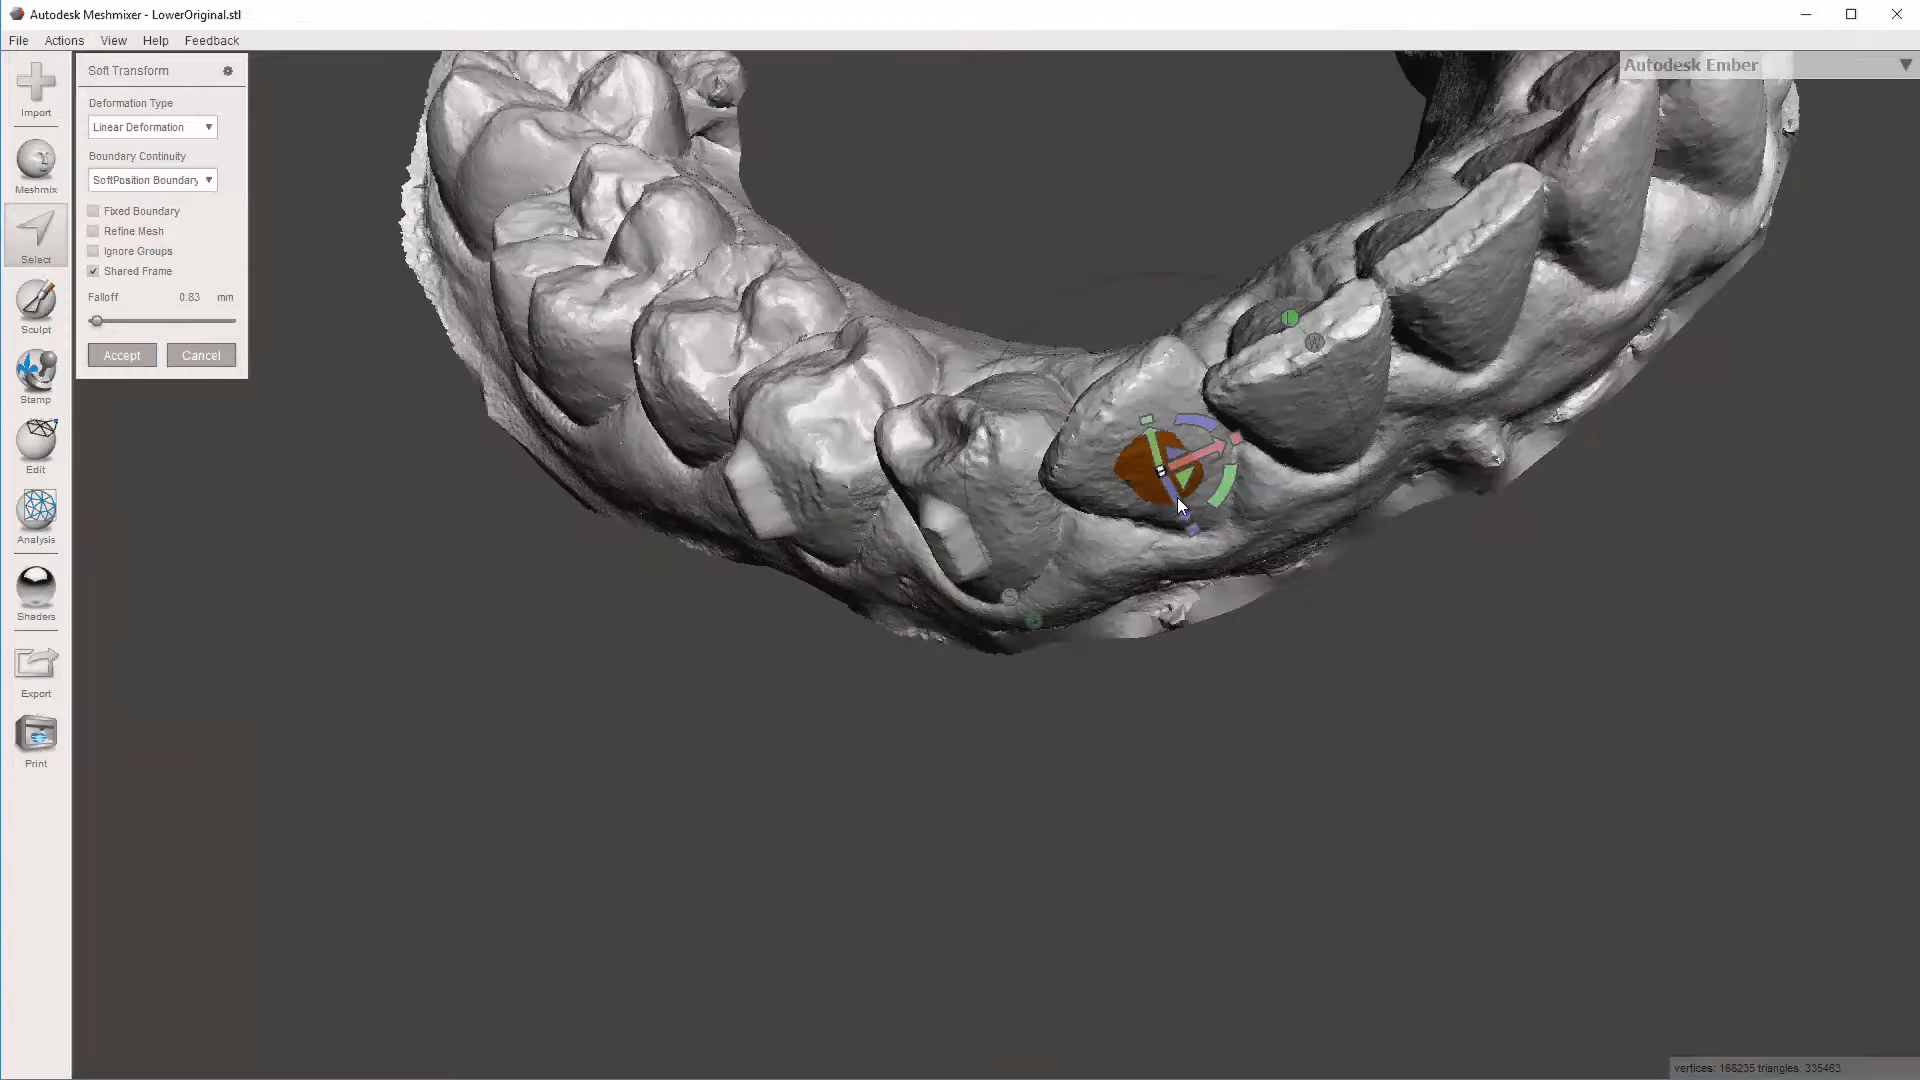 Autodesk Meshmixer - LowerOriginal.stl
File Actions View Help Feedback
Import
Meshmix
Select
Sculpt
Stamp
Edit
Analysis
Shaders
Export
Print
Soft Transform
Deformation Type
Linear Deformation
Boundary Continuity
SoftPosition Boundary
Fixed Boundary
Refine Mesh
Ignore Groups
Shared Frame
Falloff 0.83 mm
Accept Cancel
Autodesk Ember
L
W
S
vertices: 168235 triangles: 335463